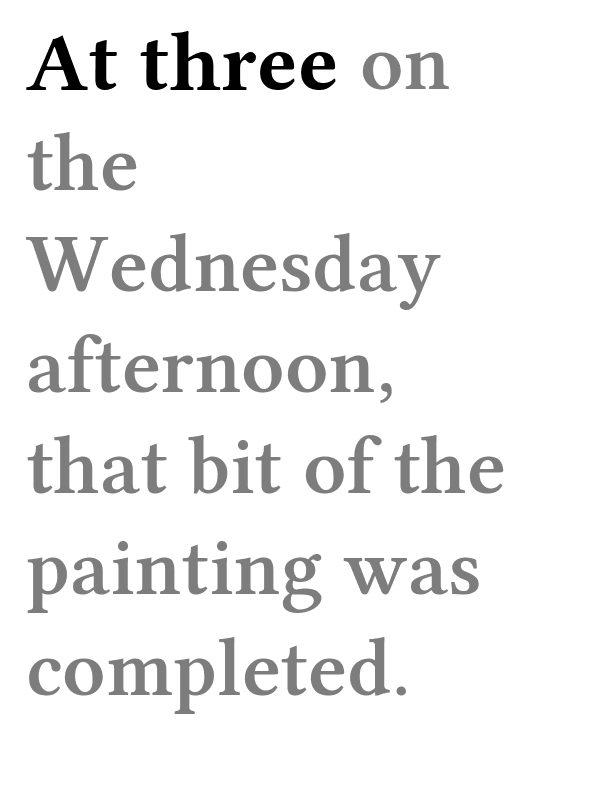 At three on
the
Wednesday
afternoon,
that bit of the
painting was
completed.